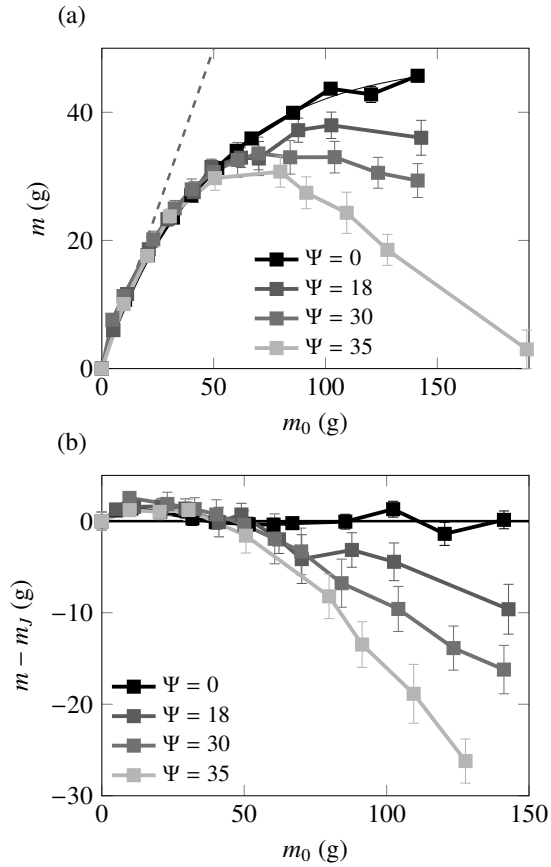 (a)
40
20
0
m (g)
Ψ = 0
Ψ = 18
Ψ = 30
Ψ = 35
0 50 100 150
m₀ (g)
(b)
0
−10
−20
−30
m − m_J (g)
Ψ = 0
Ψ = 18
Ψ = 30
Ψ = 35
0 50 100 150
m₀ (g)